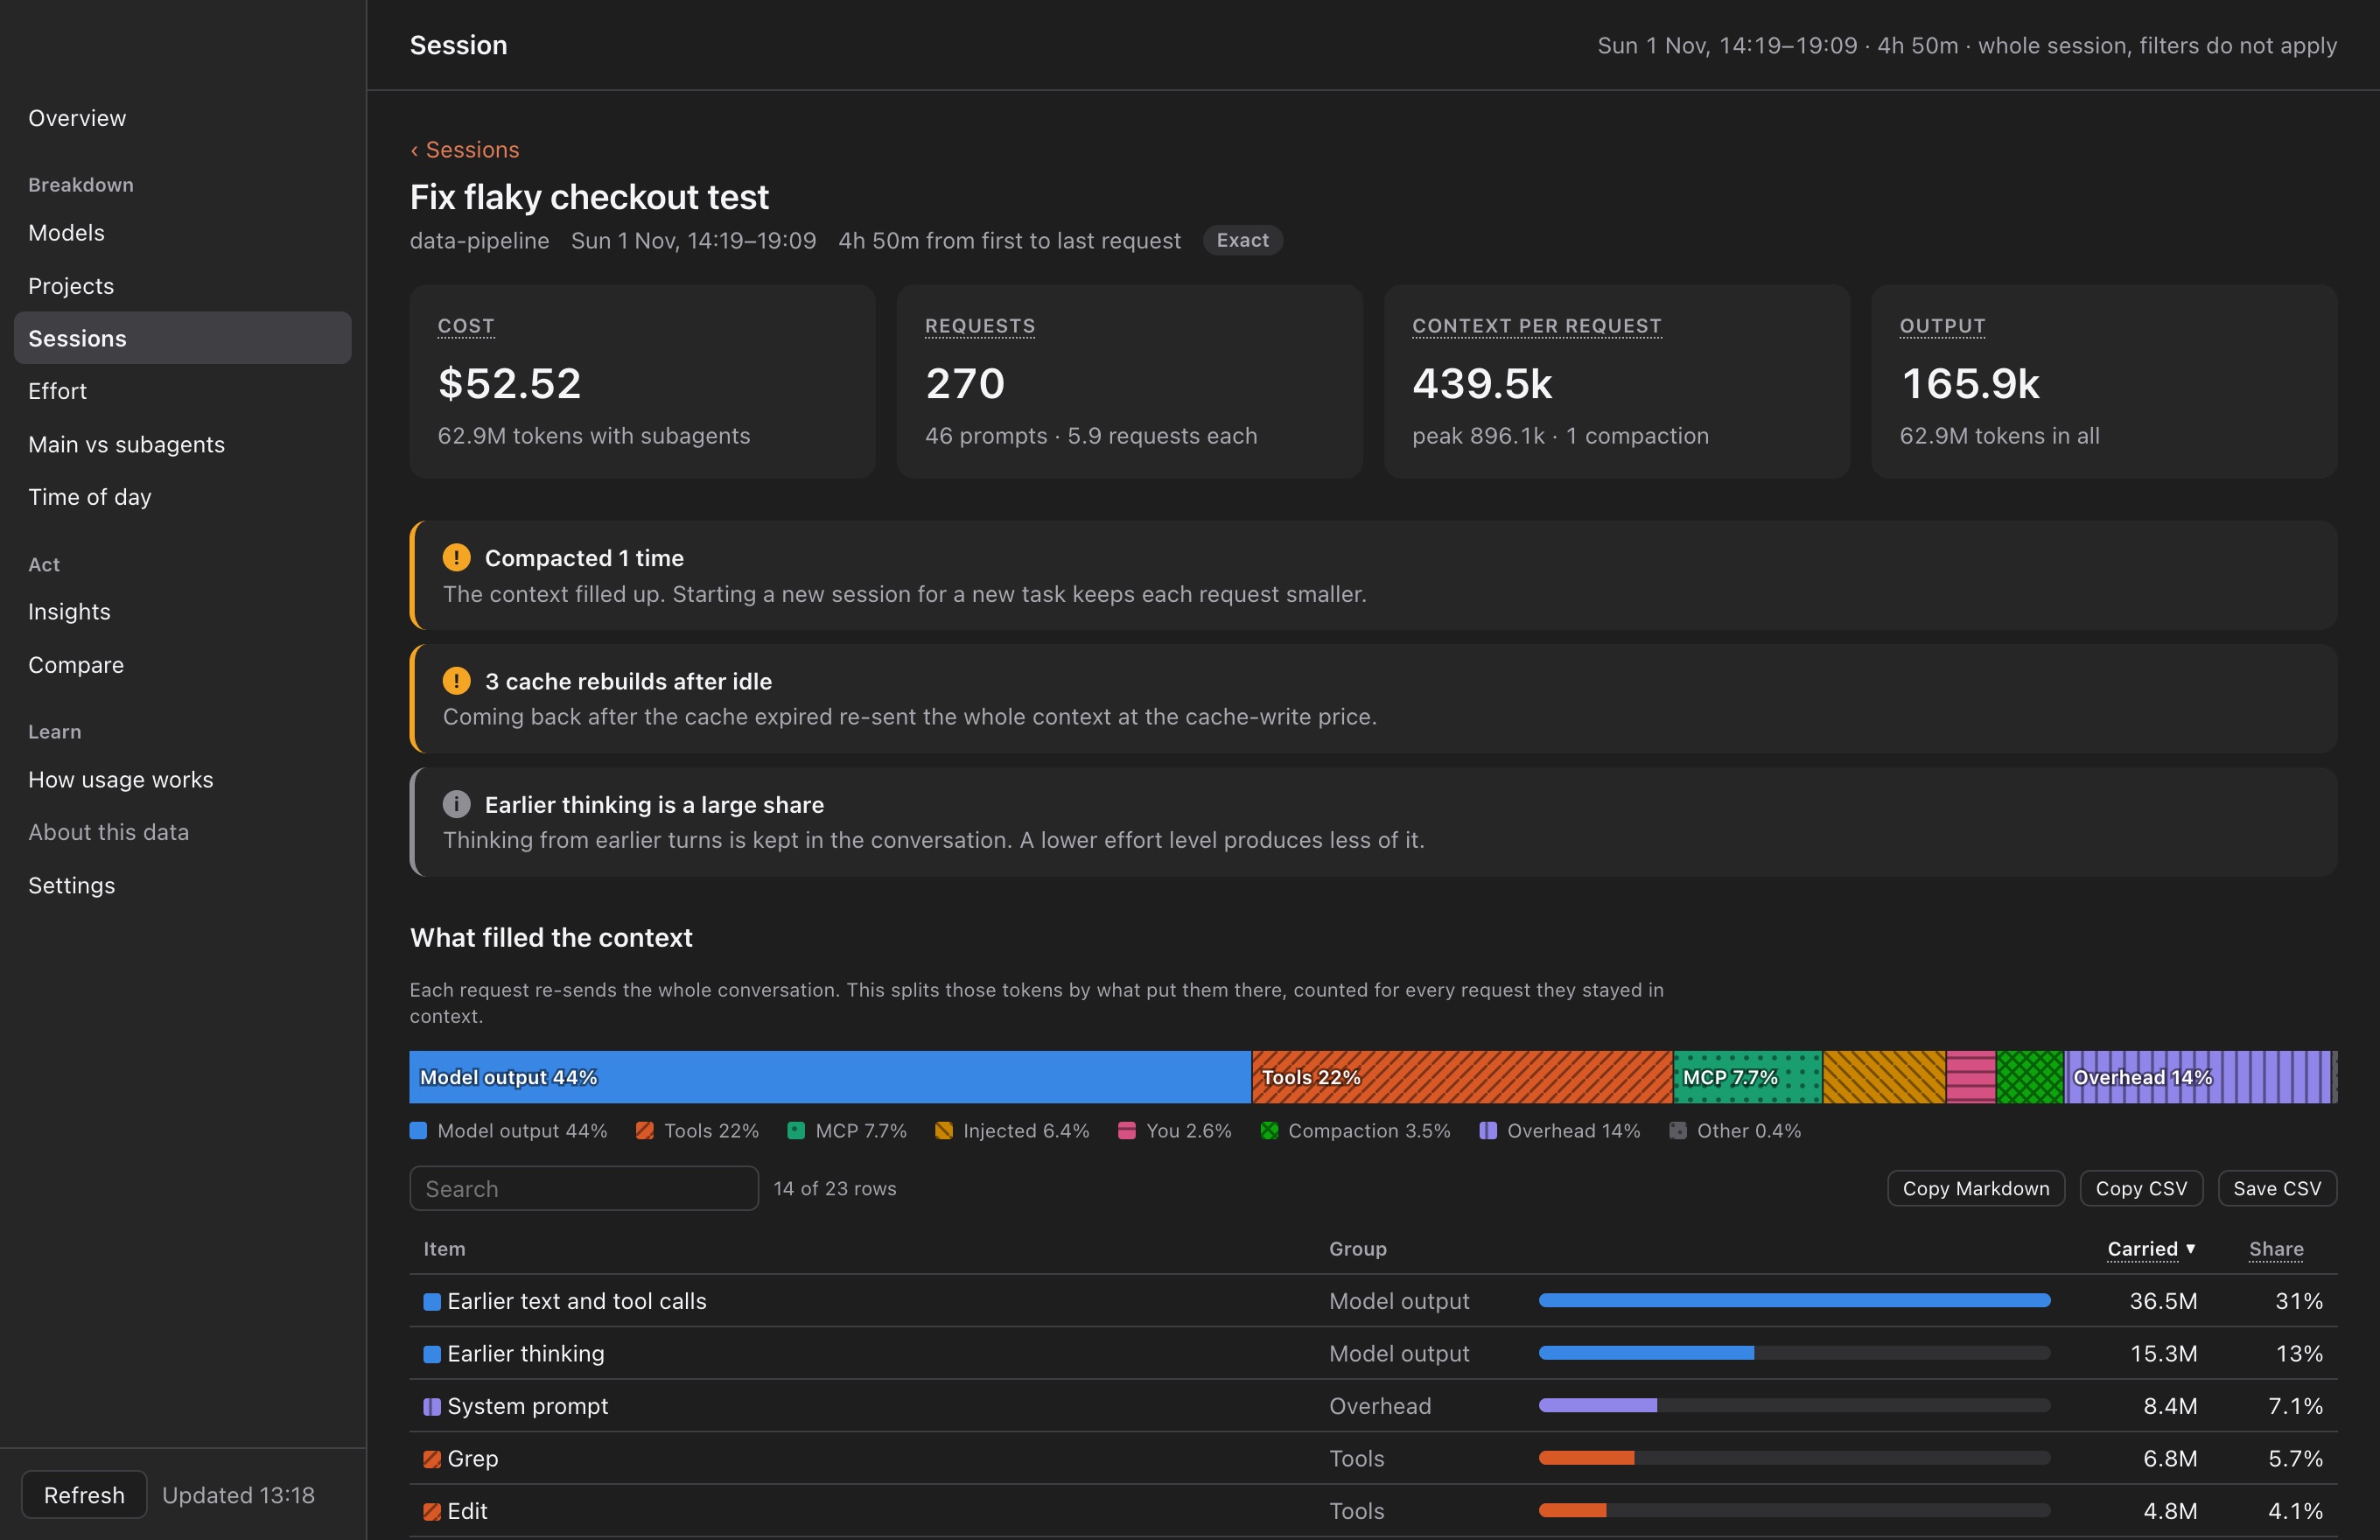 Overview
Breakdown
Models
Projects
Sessions
Effort
Main vs subagents
Time of day
Act
Insights
Compare
Learn
How usage works
About this data
Settings
Refresh
Updated 13:18
Session
Sun 1 Nov, 14:19–19:09 · 4h 50m · whole session, filters do not apply
‹ Sessions
Fix flaky checkout test
data-pipeline Sun 1 Nov, 14:19–19:09 4h 50m from first to last request Exact
COST
$52.52
62.9M tokens with subagents
REQUESTS
270
46 prompts · 5.9 requests each
CONTEXT PER REQUEST
439.5k
peak 896.1k · 1 compaction
OUTPUT
165.9k
62.9M tokens in all
! Compacted 1 time
The context filled up. Starting a new session for a new task keeps each request smaller.
! 3 cache rebuilds after idle
Coming back after the cache expired re-sent the whole context at the cache-write price.
i Earlier thinking is a large share
Thinking from earlier turns is kept in the conversation. A lower effort level produces less of it.
What filled the context
Each request re-sends the whole conversation. This splits those tokens by what put them there, counted for every request they stayed in
context.
Model output 44% Tools 22% MCP 7.7% Overhead 14%
Model output 44% Tools 22% MCP 7.7% Injected 6.4% You 2.6% Compaction 3.5% Overhead 14% Other 0.4%
Search 14 of 23 rows Copy Markdown Copy CSV Save CSV
Item Group Carried ▼ Share
Earlier text and tool calls Model output 36.5M 31%
Earlier thinking Model output 15.3M 13%
System prompt Overhead 8.4M 7.1%
Grep Tools 6.8M 5.7%
Edit Tools 4.8M 4.1%